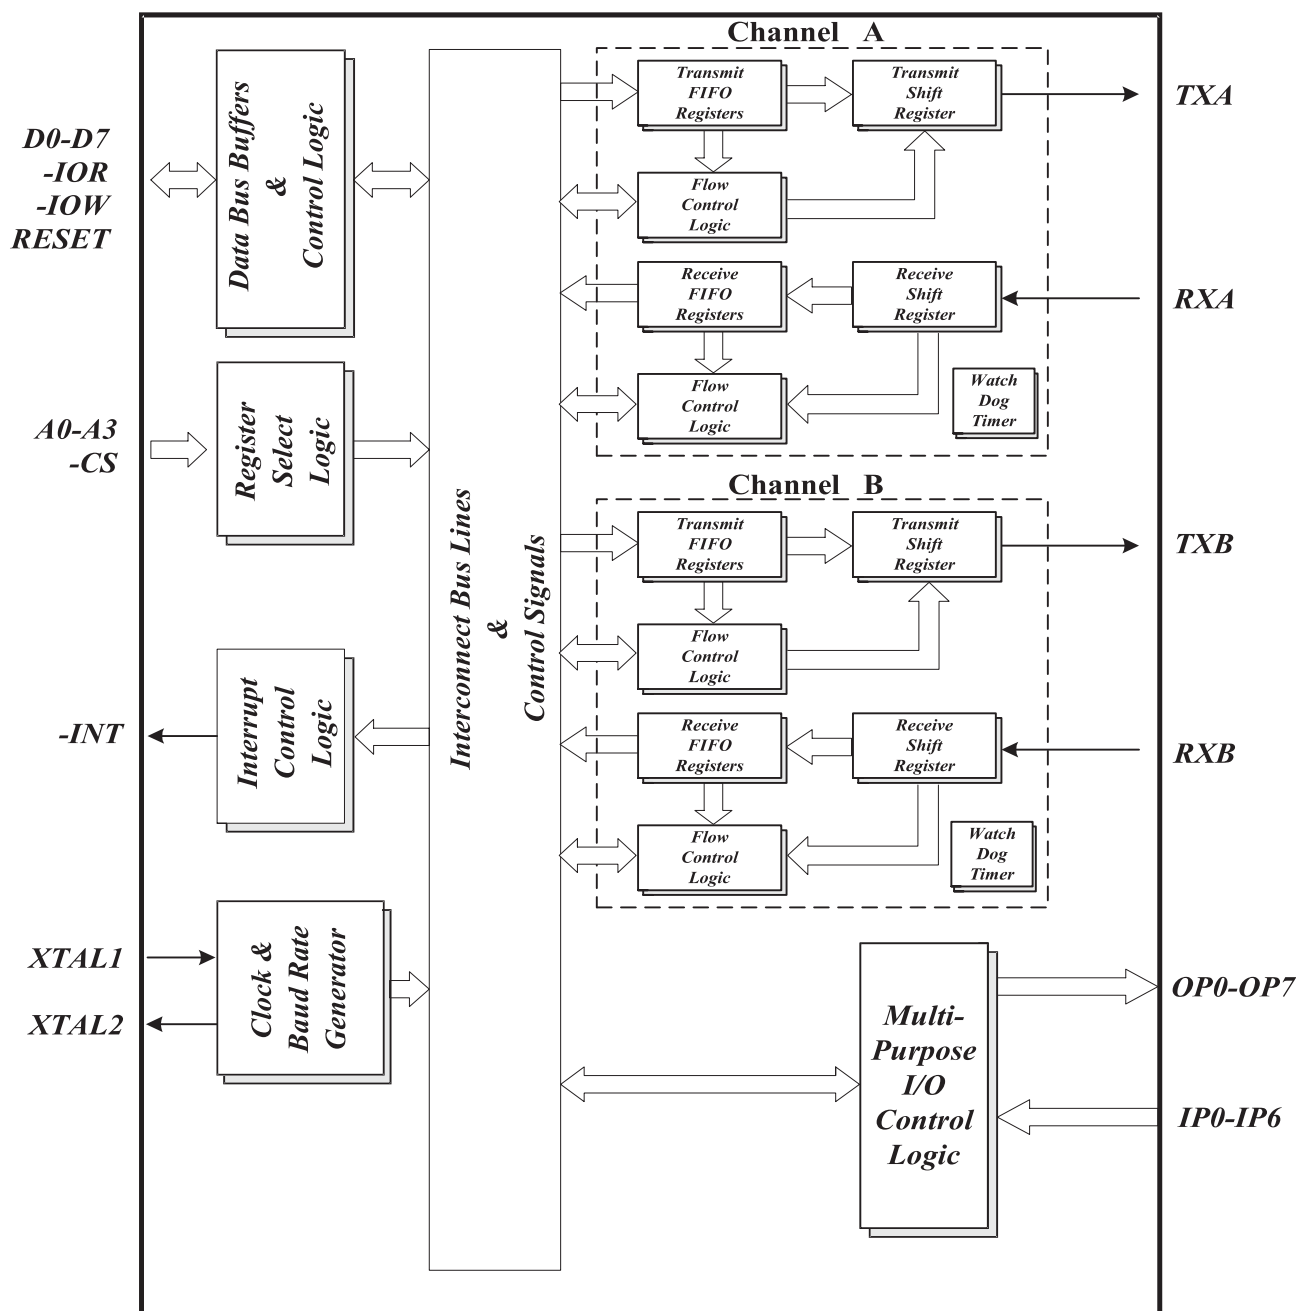 D0-D7
-IOR
-IOW
RESET
Data Bus Buffers
&
Control Logic
A0-A3
-CS
Register
Select
Logic
-INT
Interrupt
Control
Logic
XTAL1
XTAL2
Clock &
Baud Rate
Generator
Interconnect Bus Lines
&
Control Signals
Channel A
Transmit
FIFO
Registers
Transmit
Shift
Register
TXA
Flow
Control
Logic
Receive
FIFO
Registers
Receive
Shift
Register
RXA
Flow
Control
Logic
Watch
Dog
Timer
Channel B
Transmit
FIFO
Registers
Transmit
Shift
Register
TXB
Flow
Control
Logic
Receive
FIFO
Registers
Receive
Shift
Register
RXB
Flow
Control
Logic
Watch
Dog
Timer
Multi-
Purpose
I/O
Control
Logic
OP0-OP7
IP0-IP6